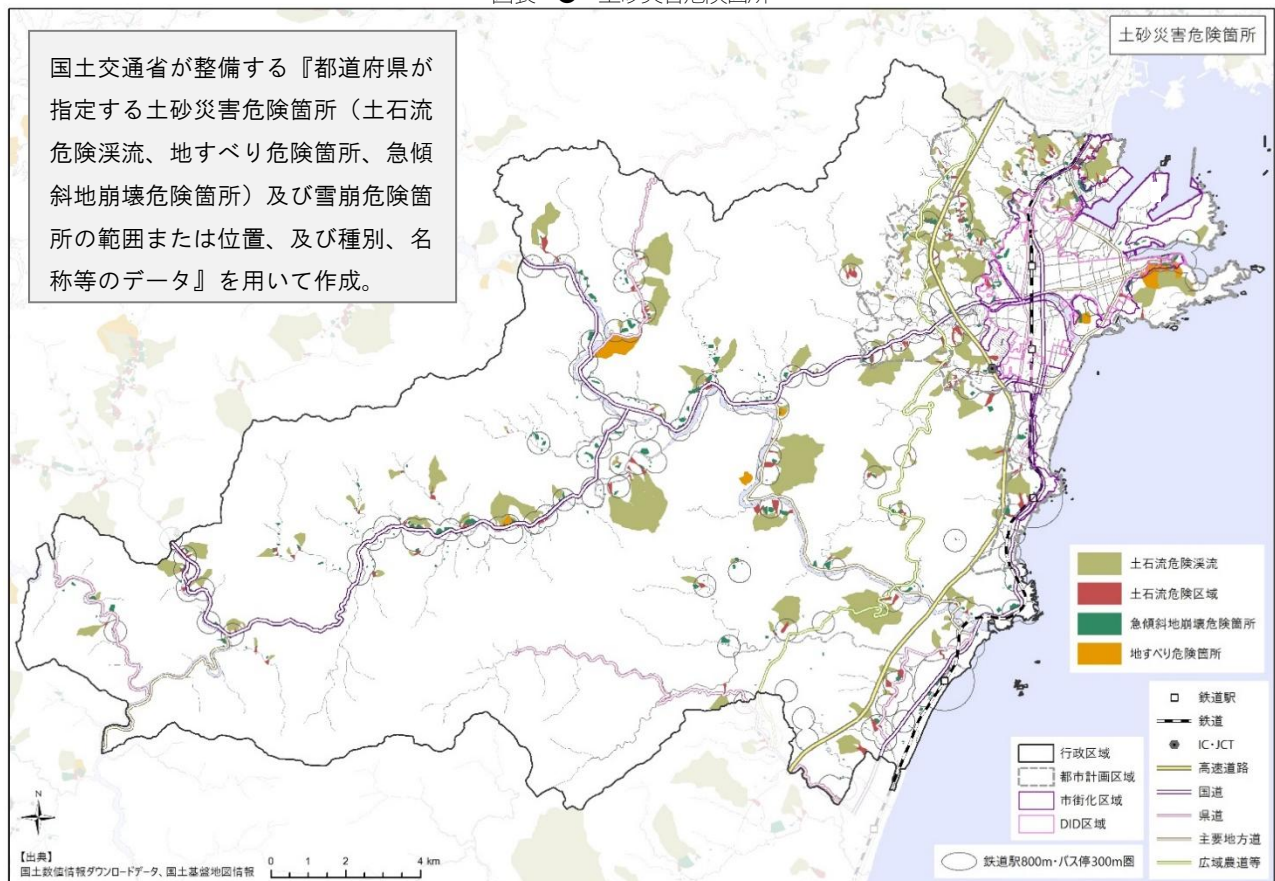 土砂災害危険箇所
国土交通省が整備する『都道府県が
指定する土砂災害危険箇所（土石流
危険渓流、地すべり危険箇所、急傾
斜地崩壊危険箇所）及び雪崩危険箇
所の範囲または位置、及び種別、名
称等のデータ』を用いて作成。
土石流危険渓流
土石流危険区域
急傾斜地崩壊危険箇所
地すべり危険箇所
鉄道駅
鉄道
IC・JCT
高速道路
国道
県道
主要地方道
広域農道等
行政区域
都市計画区域
市街化区域
DID区域
鉄道駅800m・バス停300m圏
N
【出典】
国土数値情報ダウンロードデータ、国土基盤地図情報
0 1 2 4 km